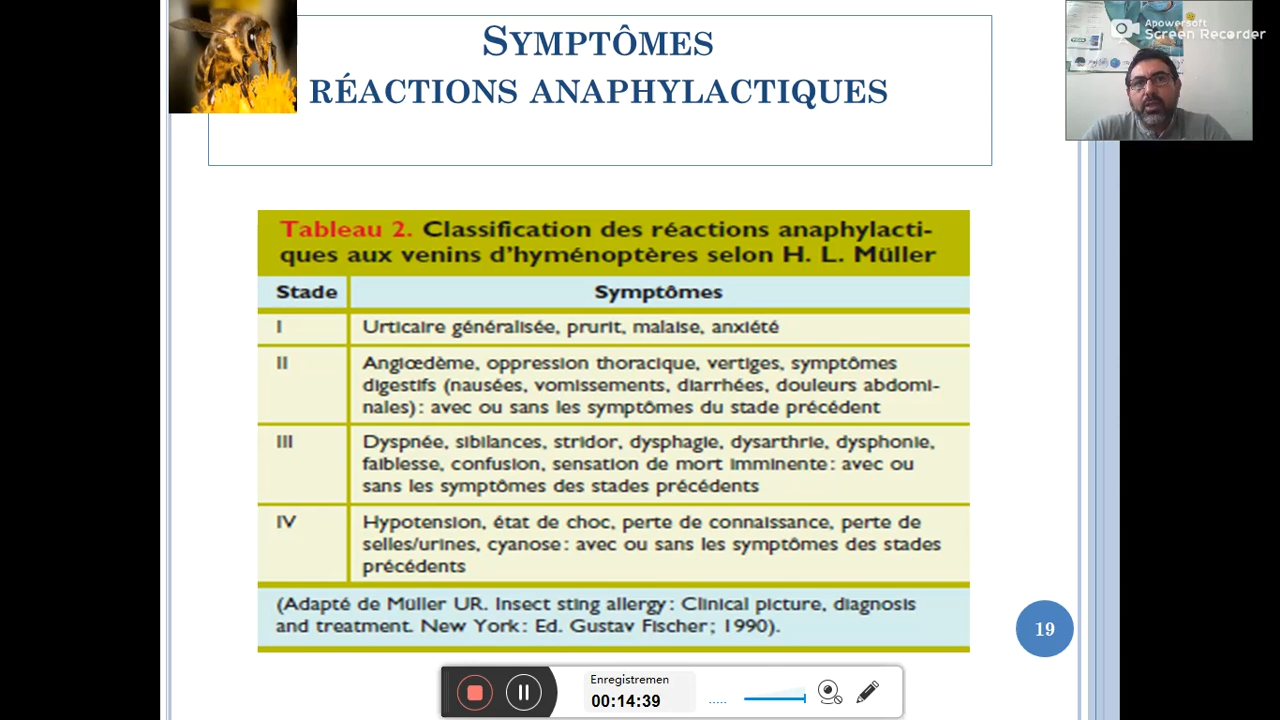 SYMPTÔMES
RÉACTIONS ANAPHYLACTIQUES
Apowersoft
Screen Recorder
Tableau 2. Classification des réactions anaphylacti-
ques aux venins d'hyménoptères selon H. L. Müller
Stade Symptômes
I Urticaire généralisée, prurit, malaise, anxiété
II Angiœdème, oppression thoracique, vertiges, symptômes
digestifs (nausées, vomissements, diarrhées, douleurs abdomi-
nales) : avec ou sans les symptômes du stade précédent
III Dyspnée, sibilances, stridor, dysphagie, dysarthrie, dysphonie,
faiblesse, confusion, sensation de mort imminente : avec ou
sans les symptômes des stades précédents
IV Hypotension, état de choc, perte de connaissance, perte de
selles/urines, cyanose : avec ou sans les symptômes des stades
précédents
(Adapté de Müller UR. Insect sting allergy : Clinical picture, diagnosis
and treatment. New York : Ed. Gustav Fischer ; 1990).
19
Enregistremen
00:14:39